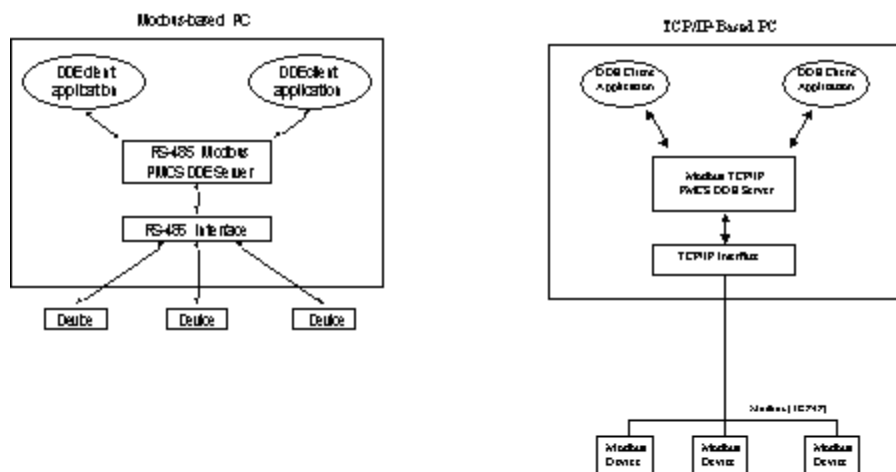 Modbus-based PC
DDE client
application
DDE client
application
RS-485 Modbus
PMCS DDE Server
RS-485 Interface
Device
Device
Device
TCP/IP-Based PC
DDE Client
Application
DDE Client
Application
Modbus TCP/IP
PMCS DDE Server
TCP/IP Interface
Modbus
Modbus
Device
Modbus
Device
Modbus
Device